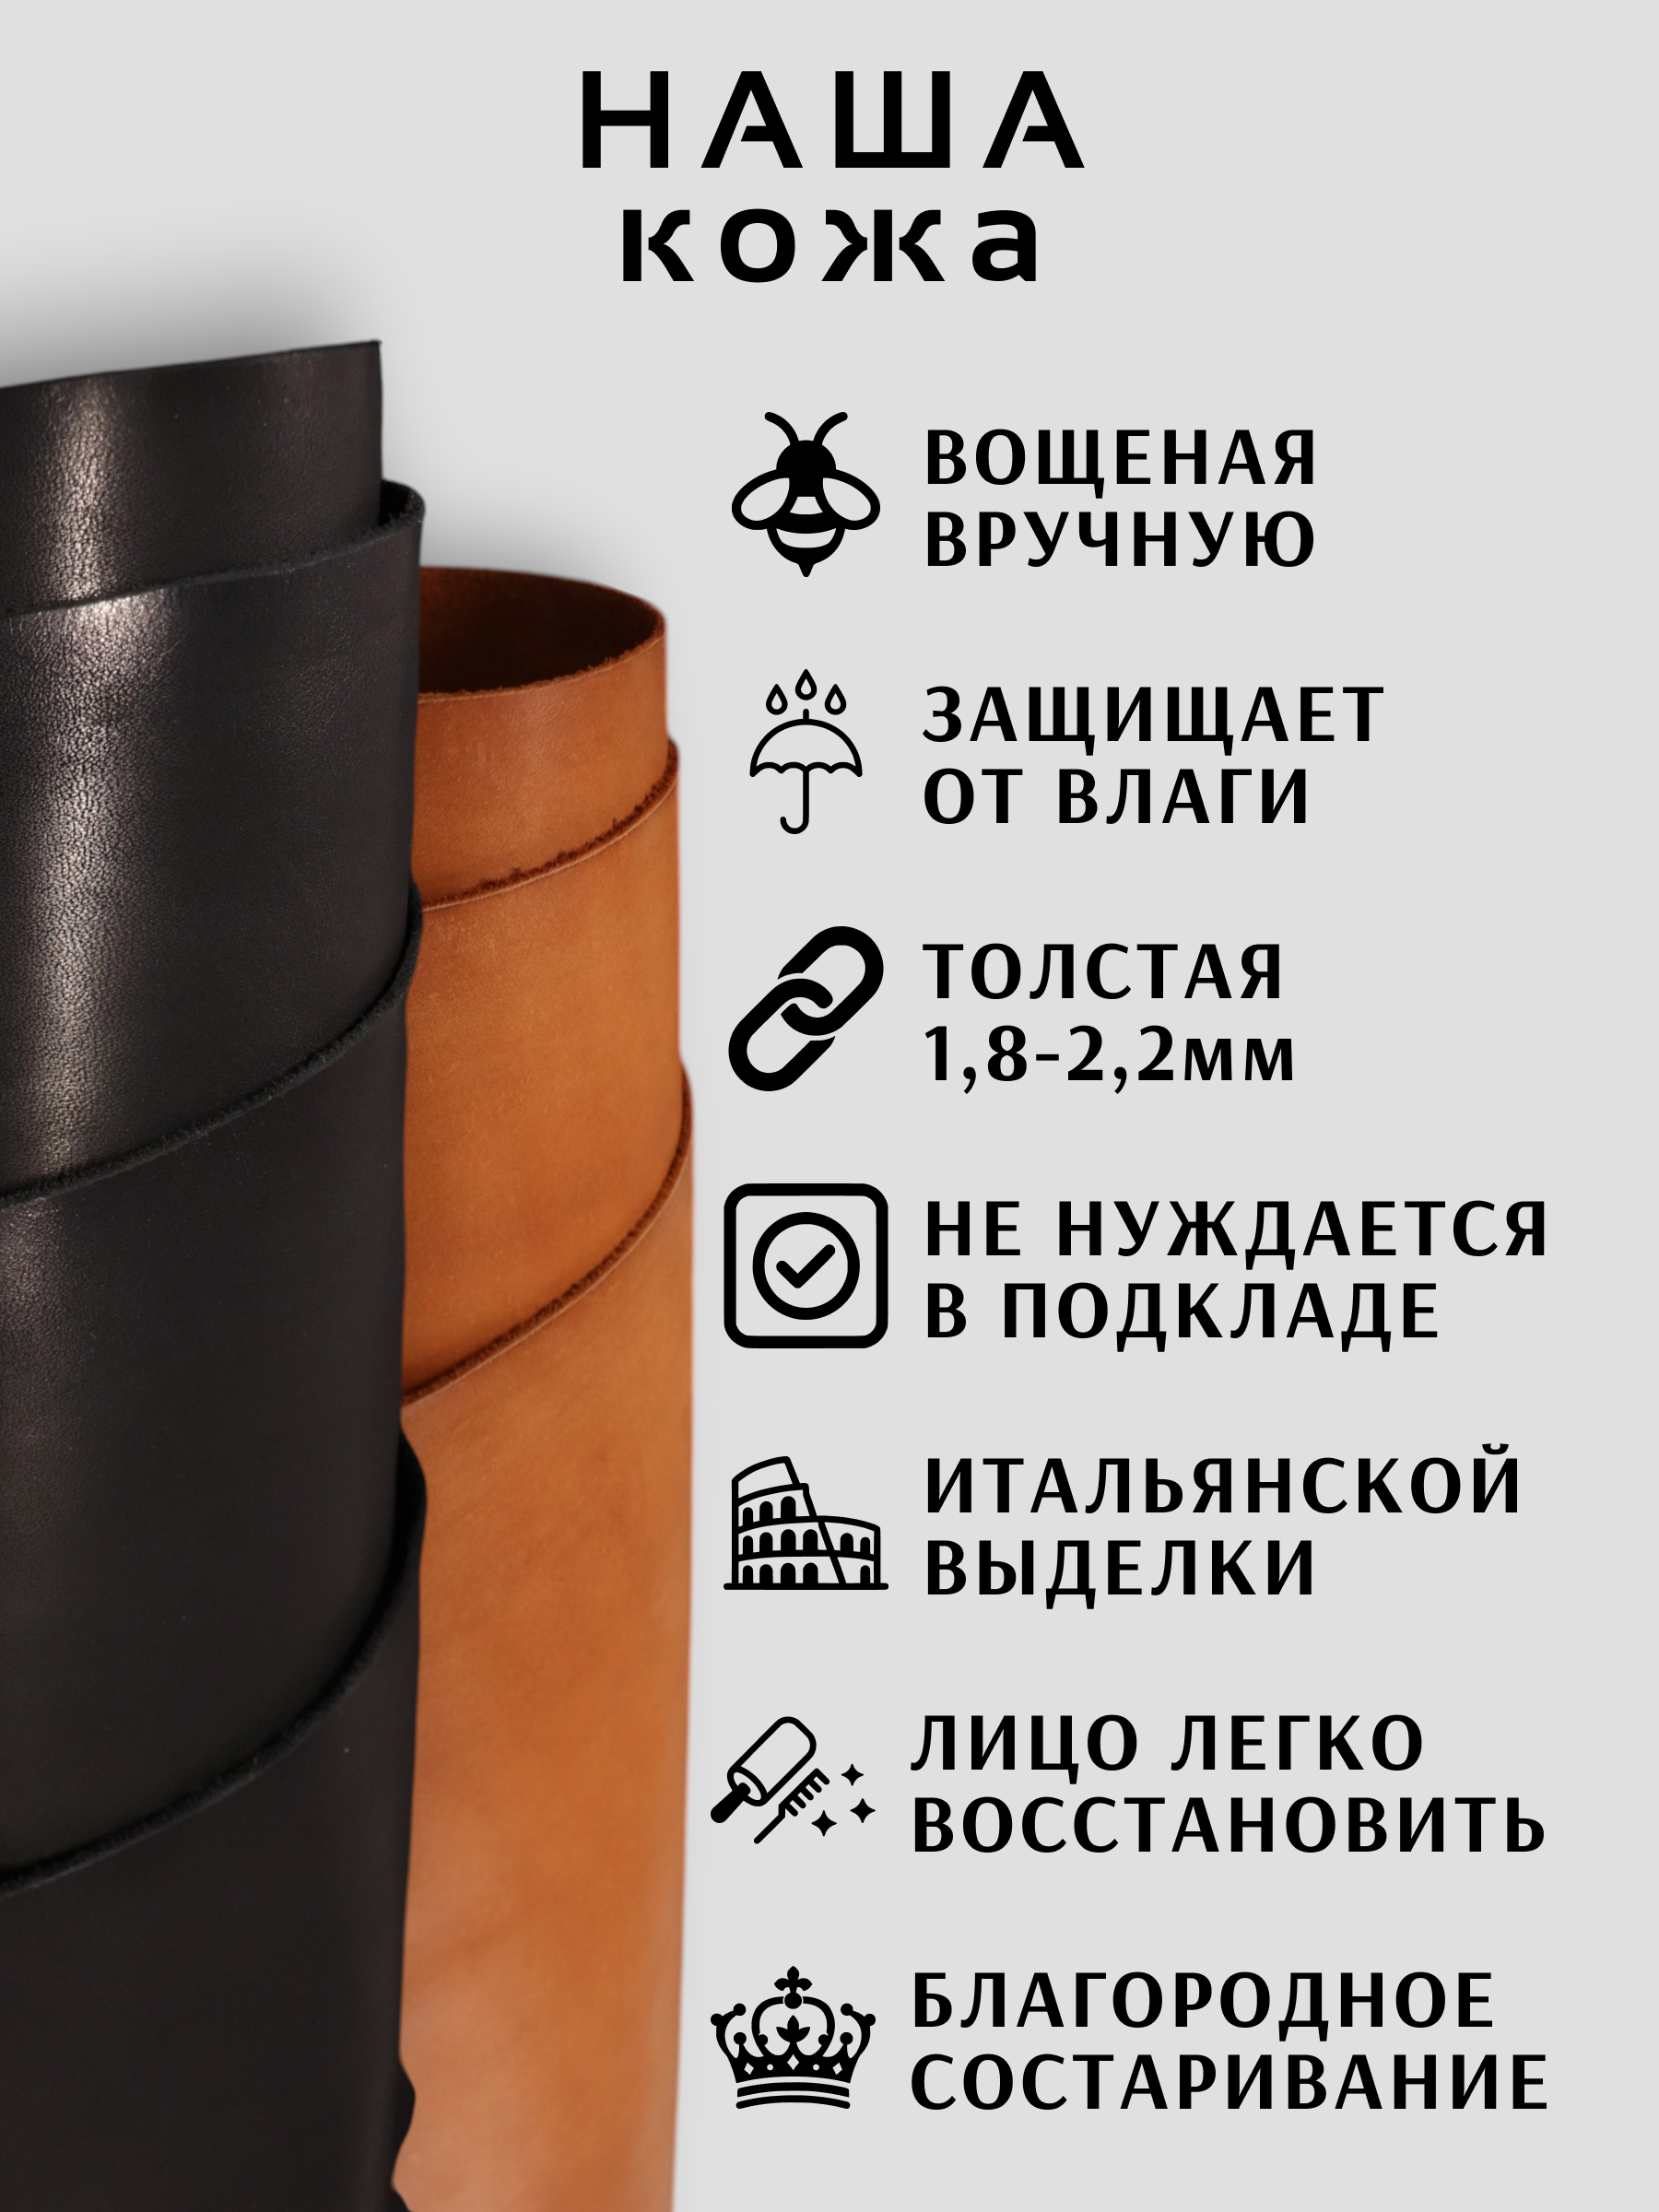 НАША
кожа
ВОЩЕНАЯ
ВРУЧНУЮ
ЗАЩИЩАЕТ
ОТ ВЛАГИ
ТОЛСТАЯ
1,8-2,2мм
НЕ НУЖДАЕТСЯ
В ПОДКЛАДЕ
ИТАЛЬЯНСКОЙ
ВЫДЕЛКИ
ЛИЦО ЛЕГКО
ВОССТАНОВИТЬ
БЛАГОРОДНОЕ
СОСТАРИВАНИЕ